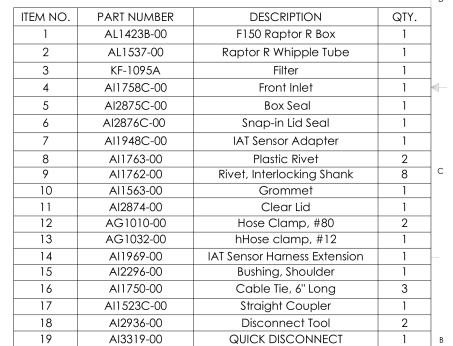 ITEM NO. PART NUMBER DESCRIPTION QTY.
1 AL1423B-00 F150 Raptor R Box 1
2 AL1537-00 Raptor R Whipple Tube 1
3 KF-1095A Filter 1
4 AI1758C-00 Front Inlet 1
5 AI2875C-00 Box Seal 1
6 AI2876C-00 Snap-in Lid Seal 1
7 AI1948C-00 IAT Sensor Adapter 1
8 AI1763-00 Plastic Rivet 2
9 AI1762-00 Rivet, Interlocking Shank 8
C
10 AI1563-00 Grommet 1
11 AI2874-00 Clear Lid 1
12 AG1010-00 Hose Clamp, #80 2
13 AG1032-00 hHose clamp, #12 1
14 AI1969-00 IAT Sensor Harness Extension 1
15 AI2296-00 Bushing, Shoulder 1
16 AI1750-00 Cable Tie, 6" Long 3
17 AI1523C-00 Straight Coupler 1
18 AI2936-00 Disconnect Tool 2
19 AI3319-00 QUICK DISCONNECT 1
B